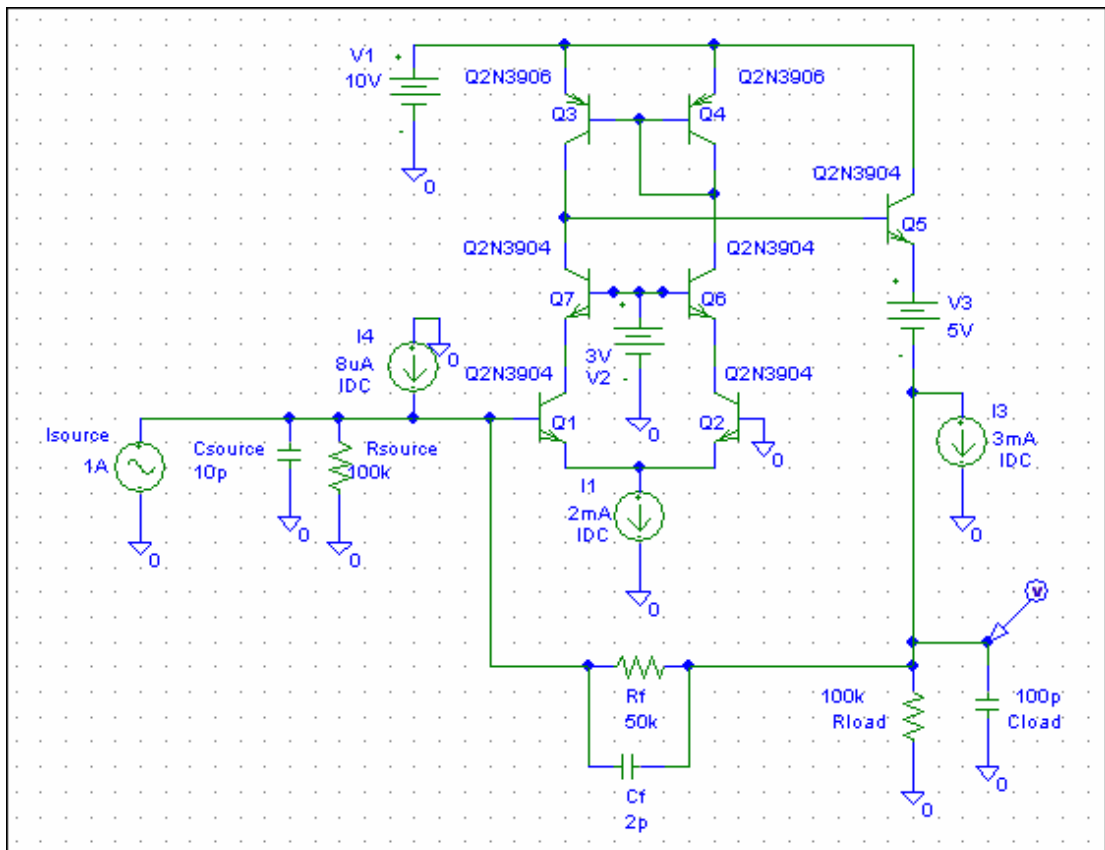 V1
10V
+
-
0
Q2N3906
Q3
Q2N3906
Q4
Q2N3904
Q5
Q2N3904
Q7
Q2N3904
Q6
+
3V
V2
-
0
+
V3
5V
-
I4
8uA
IDC
+
0
Q2N3904
Q1
Q2N3904
Q2
0
Isource
1A
0
Csource
10p
0
Rsource
100k
0
I1
2mA
IDC
+
0
I3
3mA
IDC
+
0
V
Rf
50k
Cf
2p
100k
Rload
0
100p
Cload
0